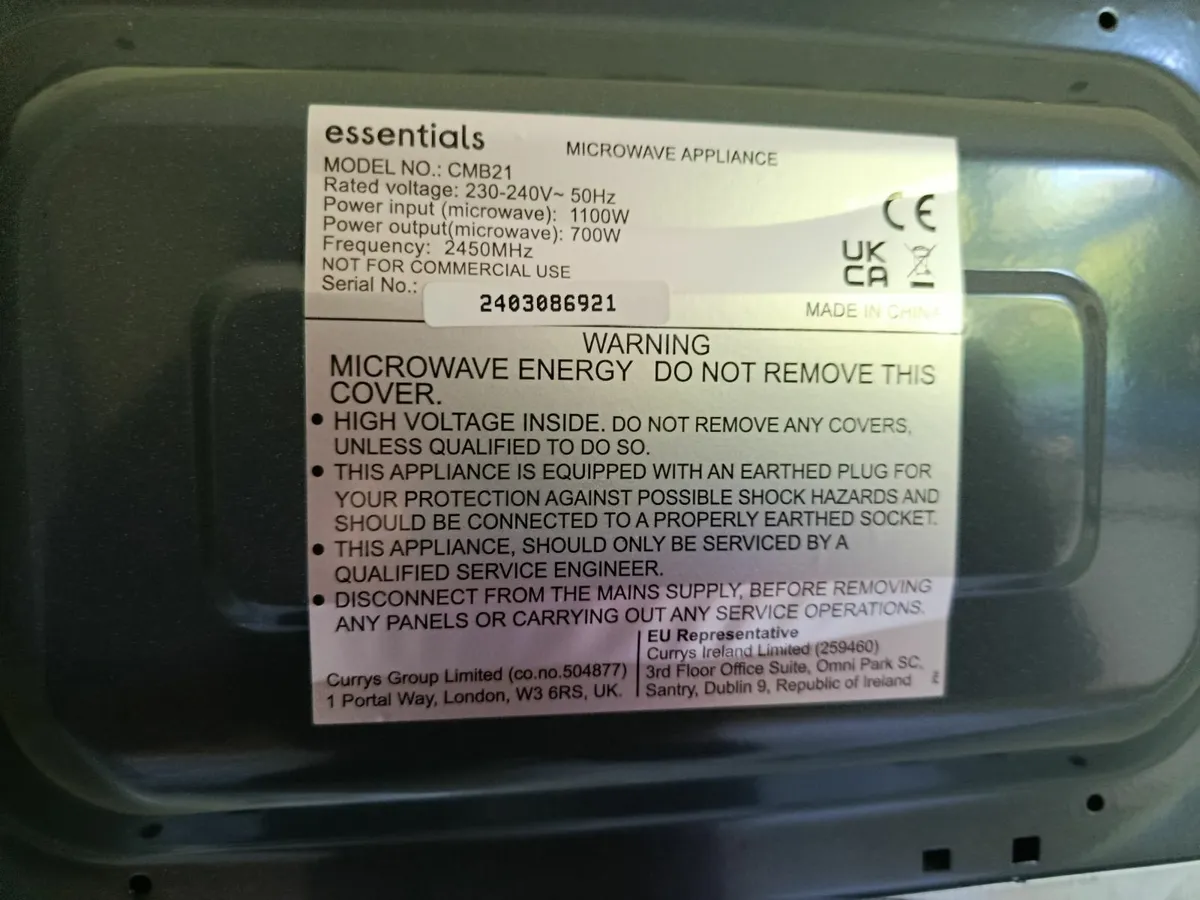 essentials
MICROWAVE APPLIANCE
MODEL NO.: CMB21
Rated voltage: 230-240V~ 50Hz
Power input (microwave): 1100W
Power output(microwave): 700W
Frequency: 2450MHz
NOT FOR COMMERCIAL USE
Serial No.: 2403086921
CE
UK
CA
MADE IN CHINA
WARNING
MICROWAVE ENERGY DO NOT REMOVE THIS
COVER.
• HIGH VOLTAGE INSIDE. DO NOT REMOVE ANY COVERS,
UNLESS QUALIFIED TO DO SO.
• THIS APPLIANCE IS EQUIPPED WITH AN EARTHED PLUG FOR
YOUR PROTECTION AGAINST POSSIBLE SHOCK HAZARDS AND
SHOULD BE CONNECTED TO A PROPERLY EARTHED SOCKET.
• THIS APPLIANCE, SHOULD ONLY BE SERVICED BY A
QUALIFIED SERVICE ENGINEER.
• DISCONNECT FROM THE MAINS SUPPLY, BEFORE REMOVING
ANY PANELS OR CARRYING OUT ANY SERVICE OPERATIONS.
Currys Group Limited (co.no.504877)
1 Portal Way, London, W3 6RS, UK.
EU Representative
Currys Ireland Limited (259460)
3rd Floor Office Suite, Omni Park SC,
Santry, Dublin 9, Republic of Ireland